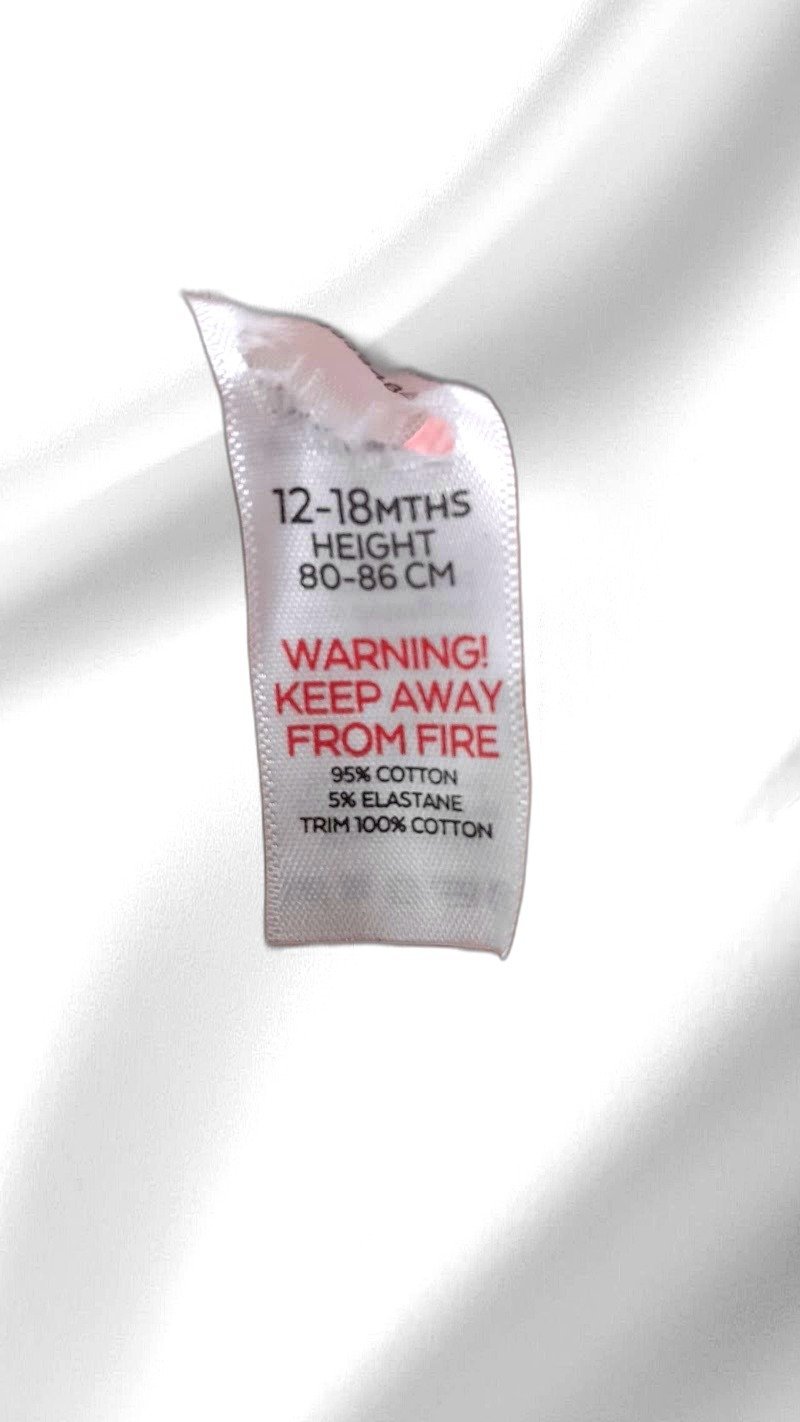 12-18MTHS
HEIGHT
80-86 CM
WARNING!
KEEP AWAY
FROM FIRE
95% COTTON
5% ELASTANE
TRIM 100% COTTON